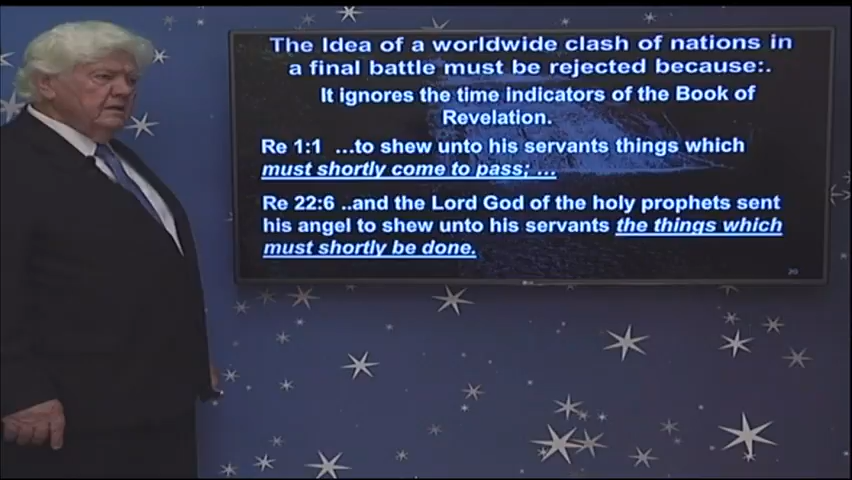 The Idea of a worldwide clash of nations in
a final battle must be rejected because:.
It ignores the time indicators of the Book of
Revelation.
Re 1:1 ...to shew unto his servants things which
must shortly come to pass; ...
Re 22:6 ..and the Lord God of the holy prophets sent
his angel to shew unto his servants the things which
must shortly be done.
20
LG